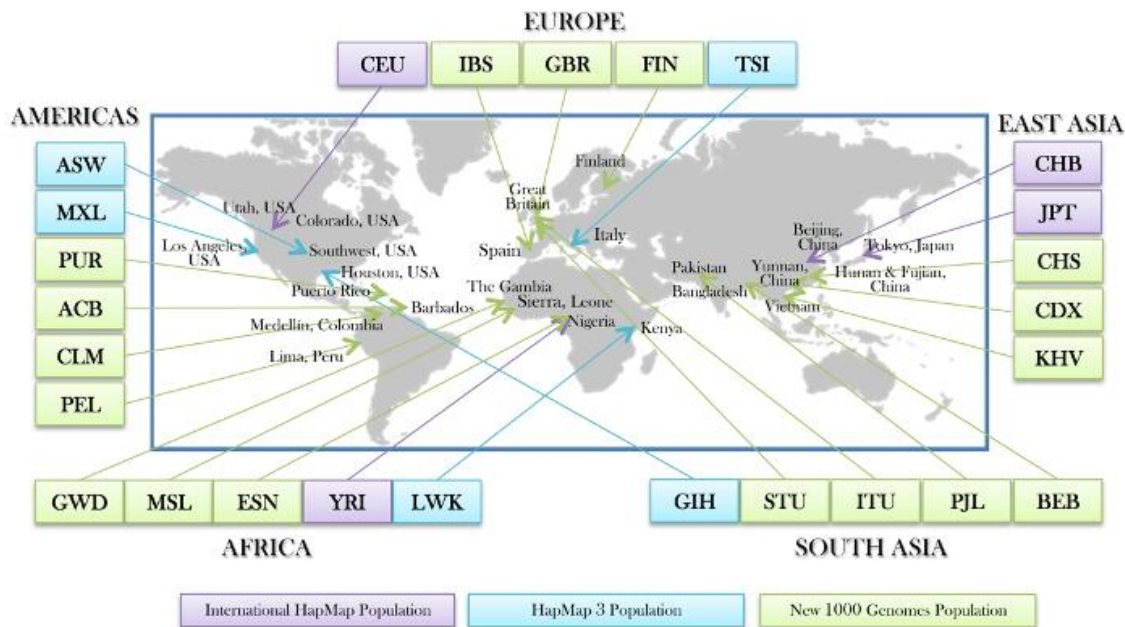 EUROPE
CEU
IBS
GBR
FIN
TSI
AMERICAS
ASW
MXL
PUR
ACB
CLM
PEL
EAST ASIA
CHB
JPT
CHS
CDX
KHV
Finland
Great
Britain
Utah, USA
Colorado, USA
Los Angeles
USA
Southwest, USA
Houston, USA
Puerto Rico
Barbados
Medellín, Colombia
Lima, Peru
Spain
Italy
The Gambia
Sierra, Leone
Nigeria
Kenya
Pakistan
Bangladesh
Beijing,
China
Tokyo, Japan
Yunnan,
China
Hunan & Fujian,
China
Vietnam
GWD
MSL
ESN
YRI
LWK
AFRICA
GIH
STU
ITU
PJL
BEB
SOUTH ASIA
International HapMap Population
HapMap 3 Population
New 1000 Genomes Population